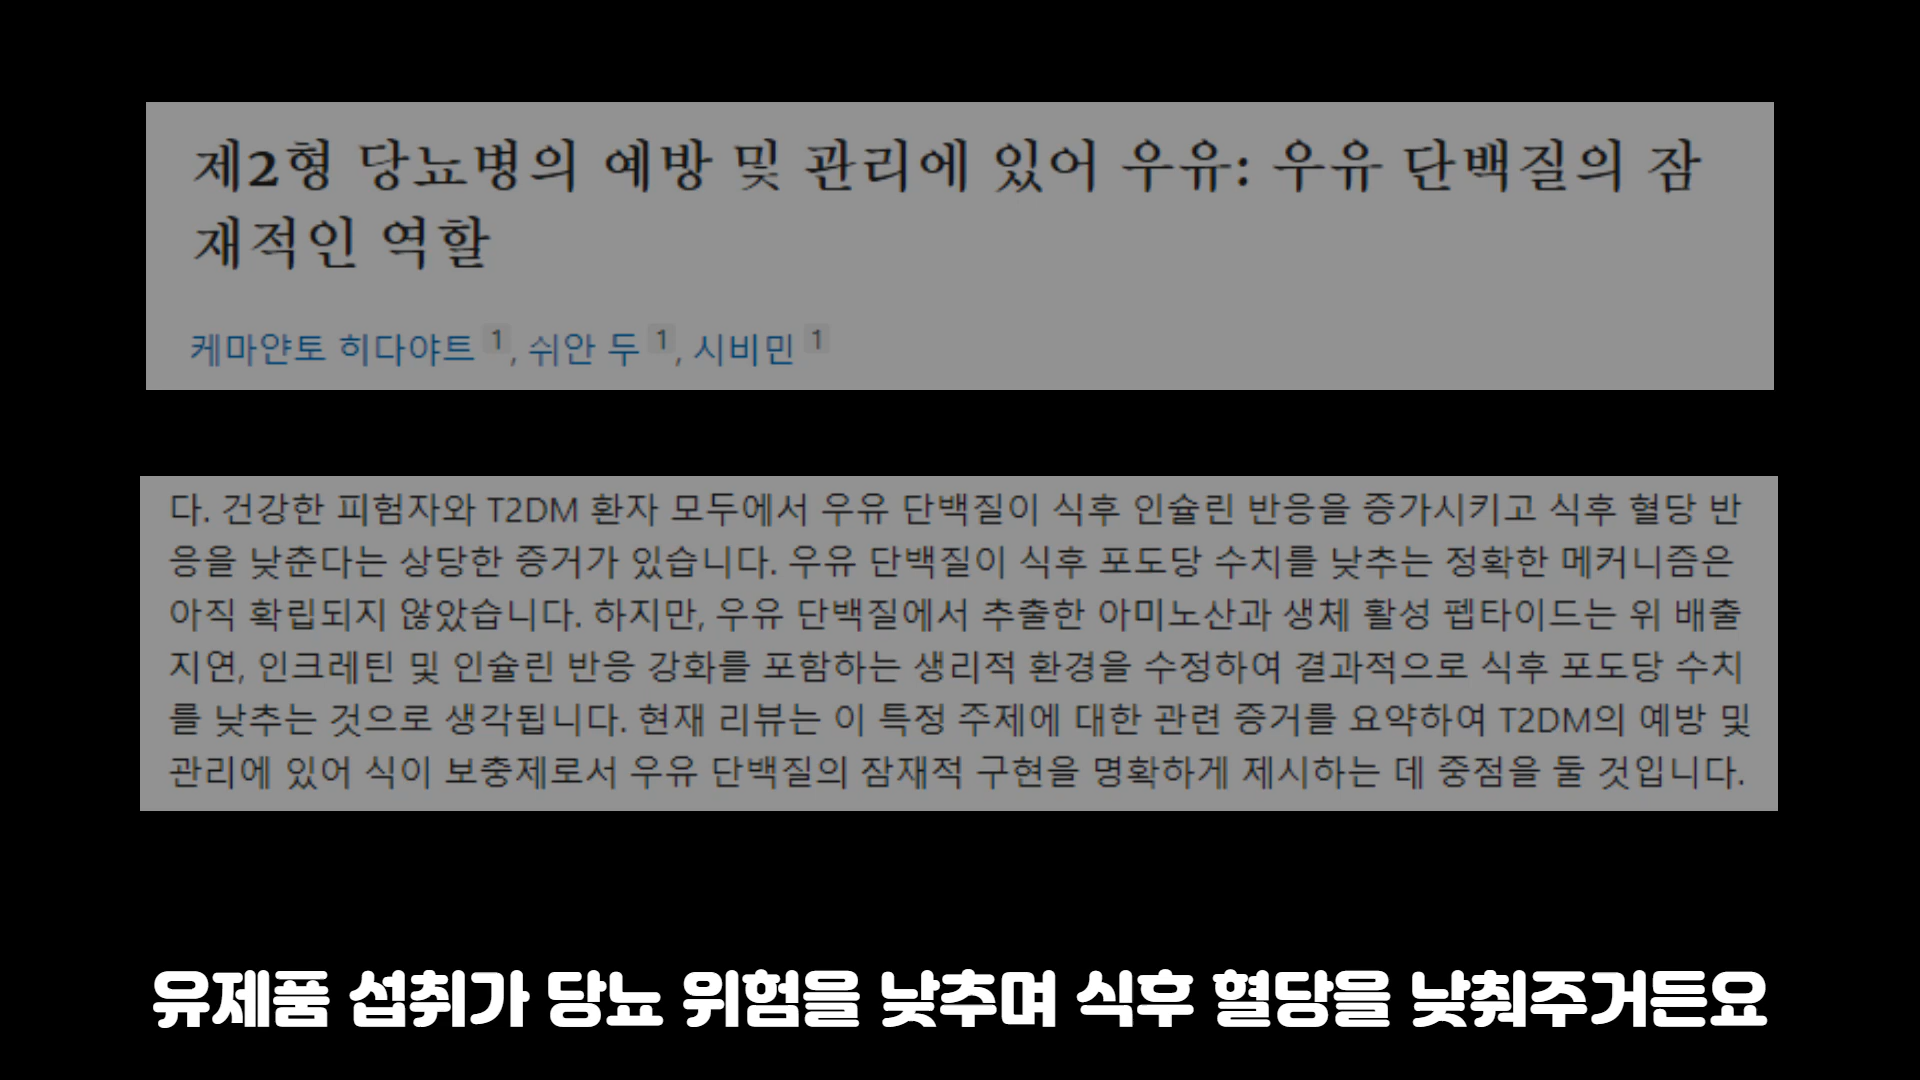 제2형 당뇨병의 예방 및 관리에 있어 우유: 우유 단백질의 잠
재적인 역할
케마얀토 히다야트 1, 쉬안 두 1, 시비민 1
다. 건강한 피험자와 T2DM 환자 모두에서 우유 단백질이 식후 인슐린 반응을 증가시키고 식후 혈당 반
응을 낮춘다는 상당한 증거가 있습니다. 우유 단백질이 식후 포도당 수치를 낮추는 정확한 메커니즘은
아직 확립되지 않았습니다. 하지만, 우유 단백질에서 추출한 아미노산과 생체 활성 펩타이드는 위 배출
지연, 인크레틴 및 인슐린 반응 강화를 포함하는 생리적 환경을 수정하여 결과적으로 식후 포도당 수치
를 낮추는 것으로 생각됩니다. 현재 리뷰는 이 특정 주제에 대한 관련 증거를 요약하여 T2DM의 예방 및
관리에 있어 식이 보충제로서 우유 단백질의 잠재적 구현을 명확하게 제시하는 데 중점을 둘 것입니다.
유제품 섭취가 당뇨 위험을 낮추며 식후 혈당을 낮춰주거든요